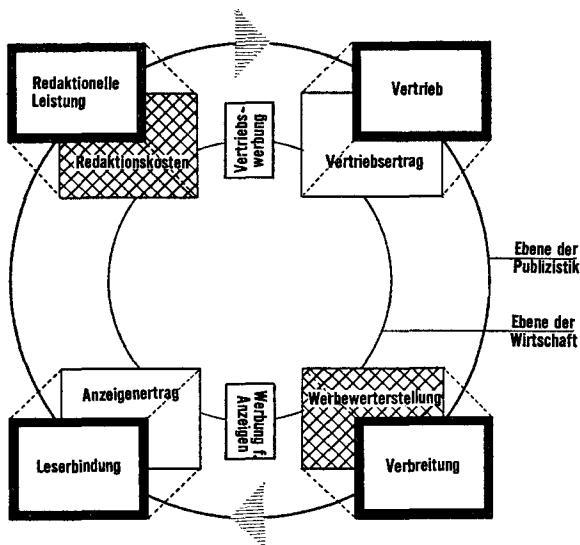 Redaktionelle
Leistung
Redaktionskosten
Vertriebs-
werbung
Vertrieb
Vertriebsertrag
Ebene der
Publizistik
Ebene der
Wirtschaft
Anzeigenertrag
Leserbindung
Werbung f.
Anzeigen
Werbewerterstellung
Verbreitung